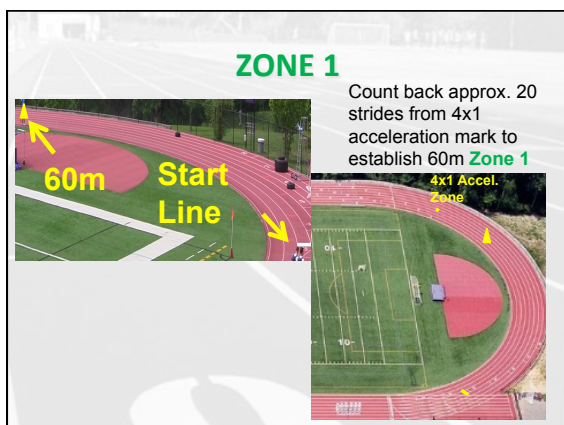 ZONE 1
Count back approx. 20
strides from 4x1
acceleration mark to
establish 60m Zone 1
60m
Start
Line
4x1 Accel.
Zone